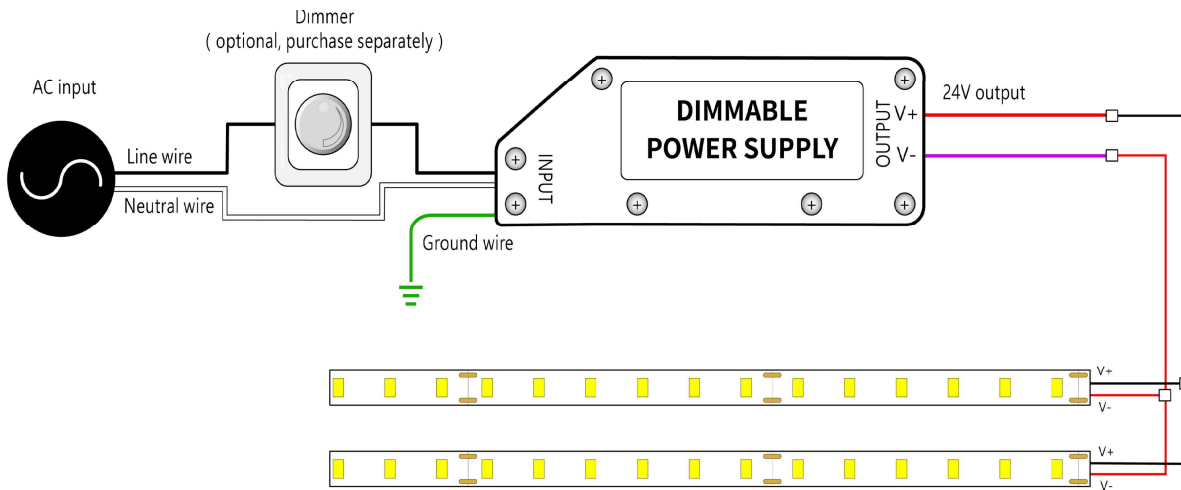 Dimmer
( optional, purchase separately )
AC input
Line wire
Neutral wire
Ground wire
INPUT
DIMMABLE
POWER SUPPLY
OUTPUT
V+
V-
24V output
V+
V-
V+
V-